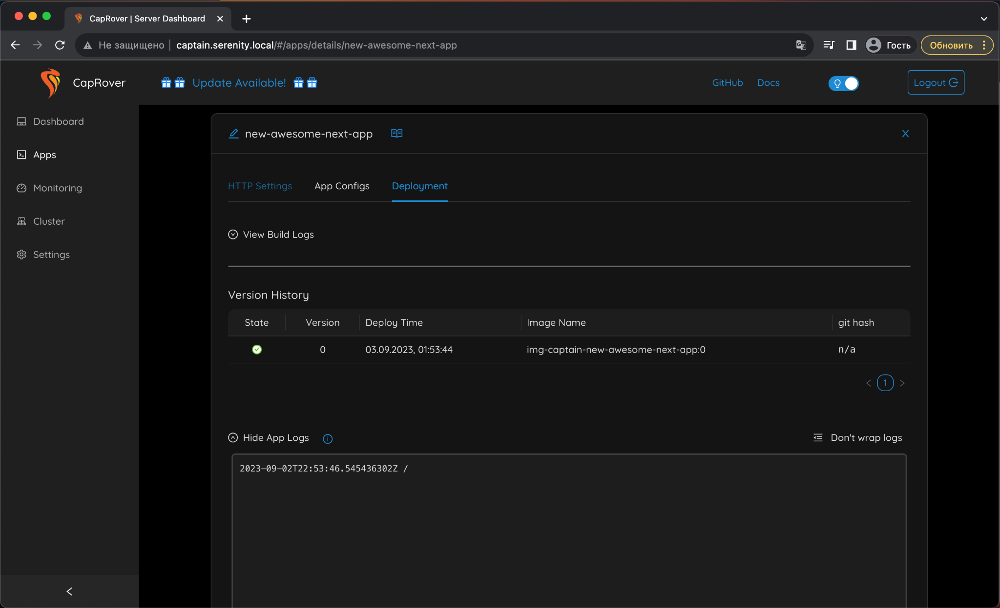 CapRover | Server Dashboard
Не защищено
captain.serenity.local/#/apps/details/new-awesome-next-app
Гость
Обновить
CapRover
Update Available!
GitHub
Docs
Logout
Dashboard
Apps
Monitoring
Cluster
Settings
new-awesome-next-app
HTTP Settings
App Configs
Deployment
View Build Logs
Version History
State Version Deploy Time Image Name git hash
0 03.09.2023, 01:53:44 img-captain-new-awesome-next-app:0 n/a
1
Hide App Logs
Don't wrap logs
2023-09-02T22:53:46.545436302Z /